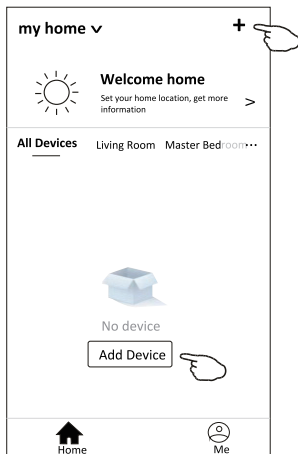 my home
+
Welcome home
Set your home location, get more
information
>
All Devices Living Room Master Bedroom ...
No device
Add Device
Home Me